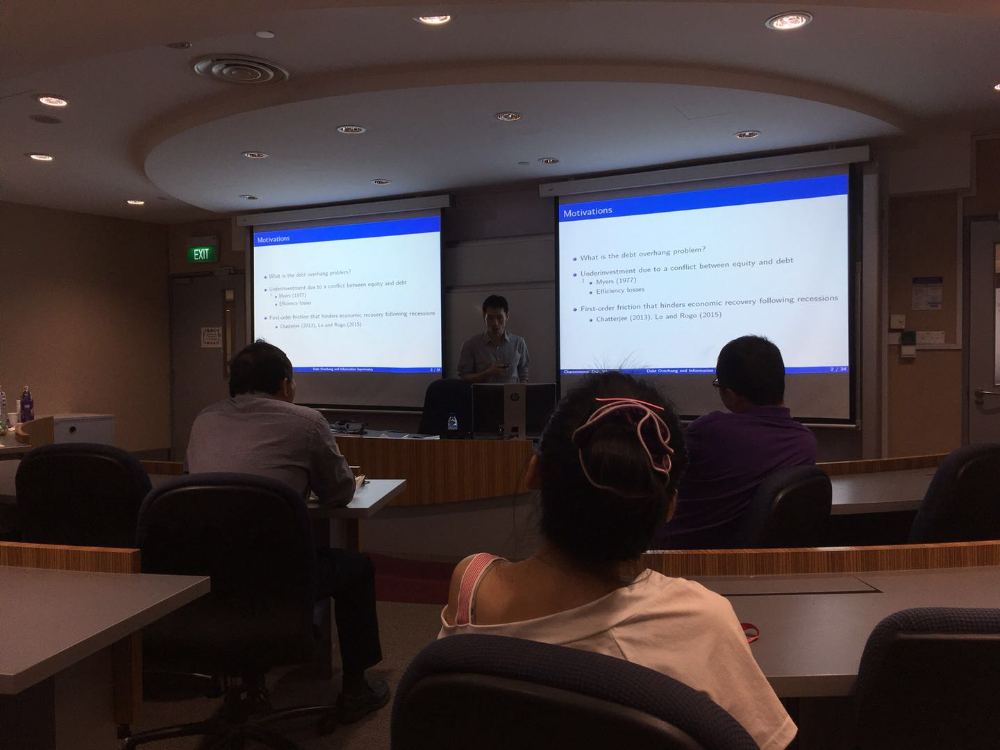 EXIT
Motivations
What is the debt overhang problem?
Underinvestment due to a conflict between equity and debt
Myers (1977)
Efficiency losses
First-order friction that hinders economic recovery following recessions
Chatterjee (2013), Lo and Rogo (2015)
Debt Overhang and Information Asymmetry
2 / 34
Motivations
What is the debt overhang problem?
Underinvestment due to a conflict between equity and debt
Myers (1977)
Efficiency losses
First-order friction that hinders economic recovery following recessions
Chatterjee (2013), Lo and Rogo (2015)
Charoenwong,
Debt Overhang and Information
2 / 34
hp